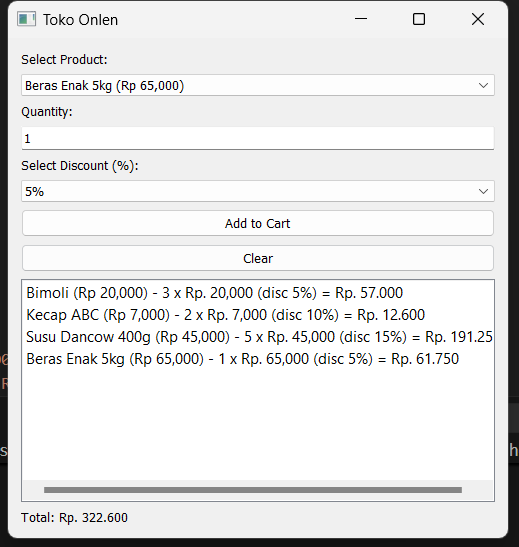 Toko Onlen
Select Product:
Beras Enak 5kg (Rp 65,000)
Quantity:
1
Select Discount (%):
5%
Add to Cart
Clear
Bimoli (Rp 20,000) - 3 x Rp. 20,000 (disc 5%) = Rp. 57.000
Kecap ABC (Rp 7,000) - 2 x Rp. 7,000 (disc 10%) = Rp. 12.600
Susu Dancow 400g (Rp 45,000) - 5 x Rp. 45,000 (disc 15%) = Rp. 191.25
Beras Enak 5kg (Rp 65,000) - 1 x Rp. 65,000 (disc 5%) = Rp. 61.750
Total: Rp. 322.600